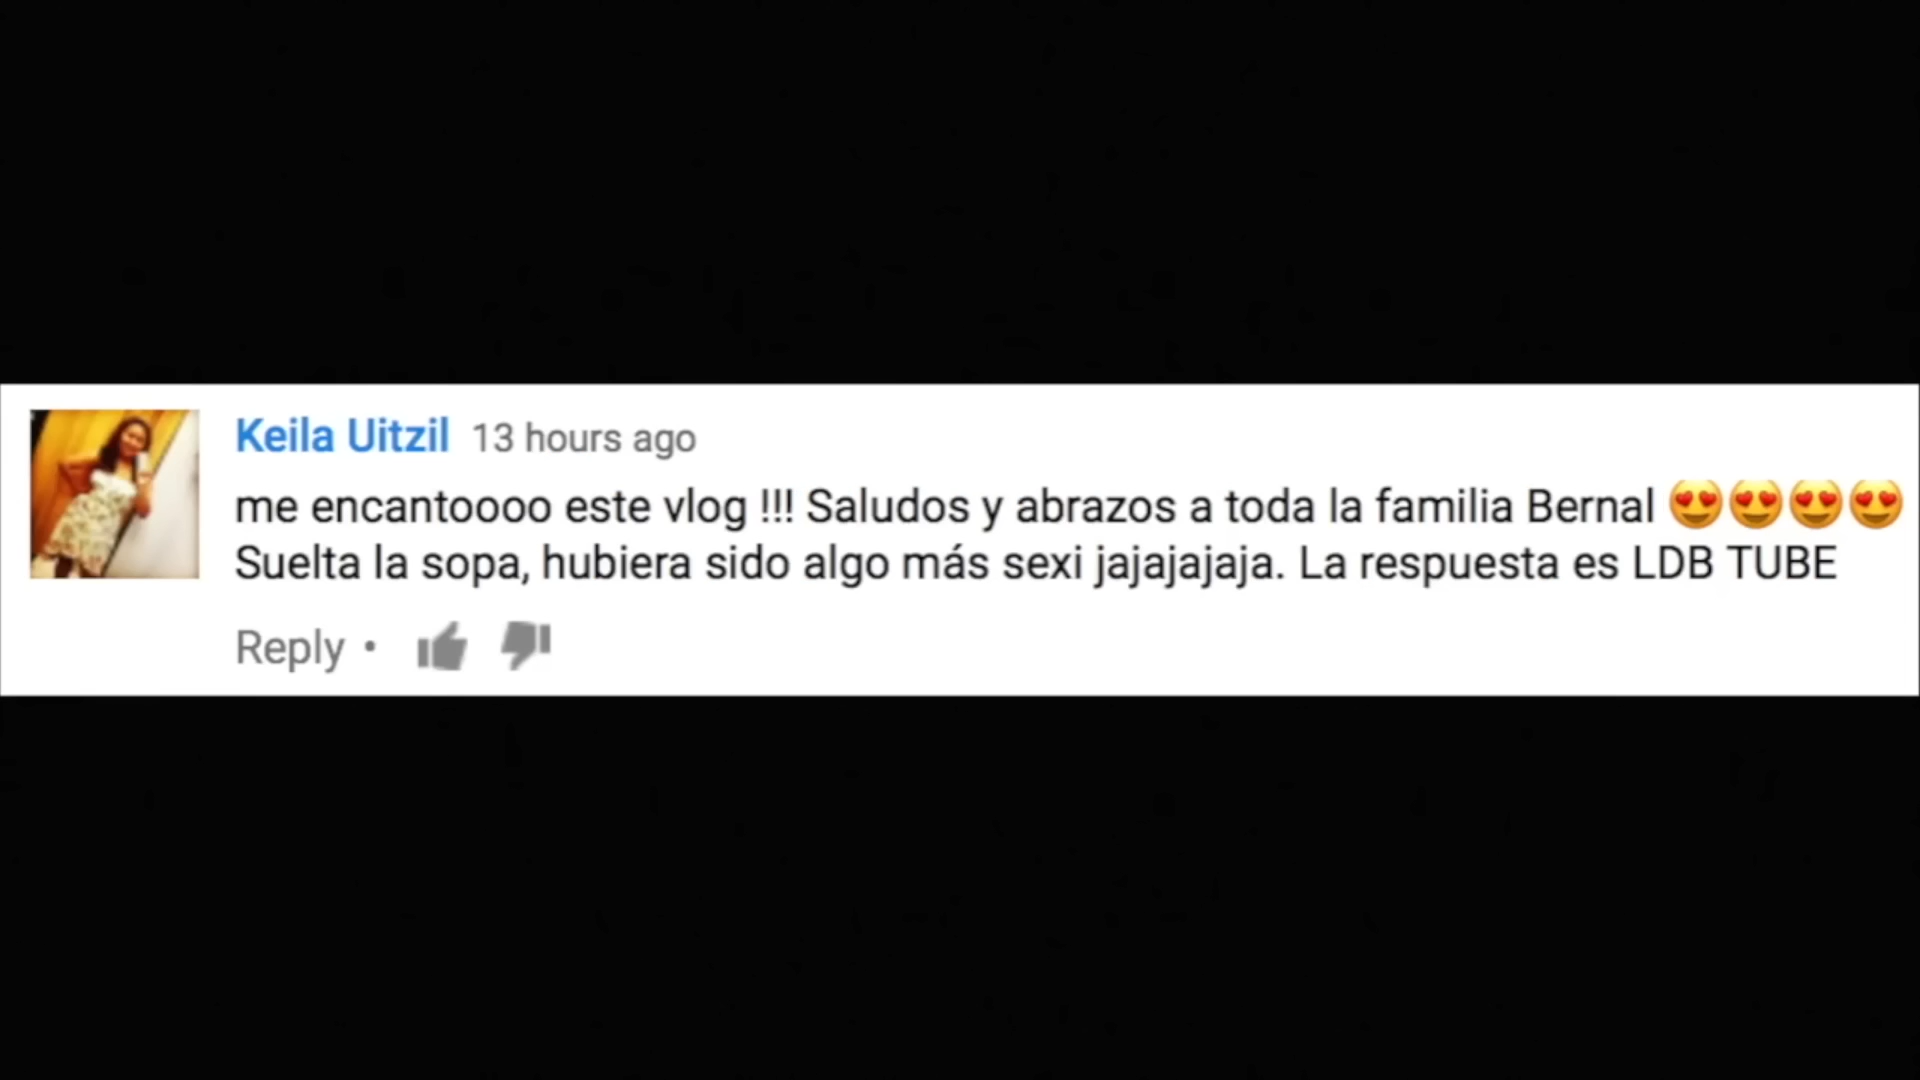 Keila Uitzil 13 hours ago
me encantoooo este vlog !!! Saludos y abrazos a toda la familia Bernal 😍😍😍😍
Suelta la sopa, hubiera sido algo más sexi jajajajaja. La respuesta es LDB TUBE
Reply •